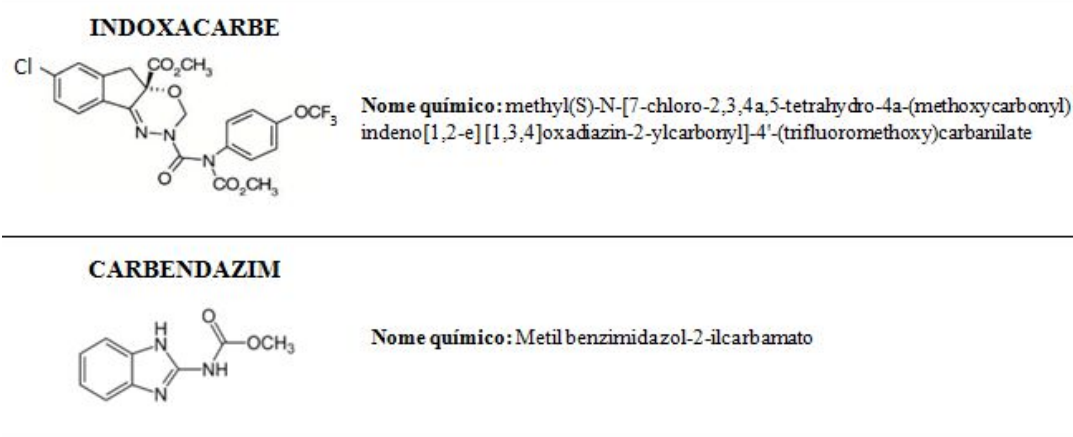 INDOXACARBE
Cl
CO₂CH₃
O
N
N
OCF₃
O
N
CO₂CH₃
Nome químico: methyl(S)-N-[7-chloro-2,3,4a,5-tetrahydro-4a-(methoxycarbonyl)
indeno[1,2-e][1,3,4]oxadiazin-2-ylcarbonyl]-4'-(trifluoromethoxy)carbanilate
CARBENDAZIM
H
N
O
OCH₃
NH
N
Nome químico: Metil benzimidazol-2-ilcarbamato